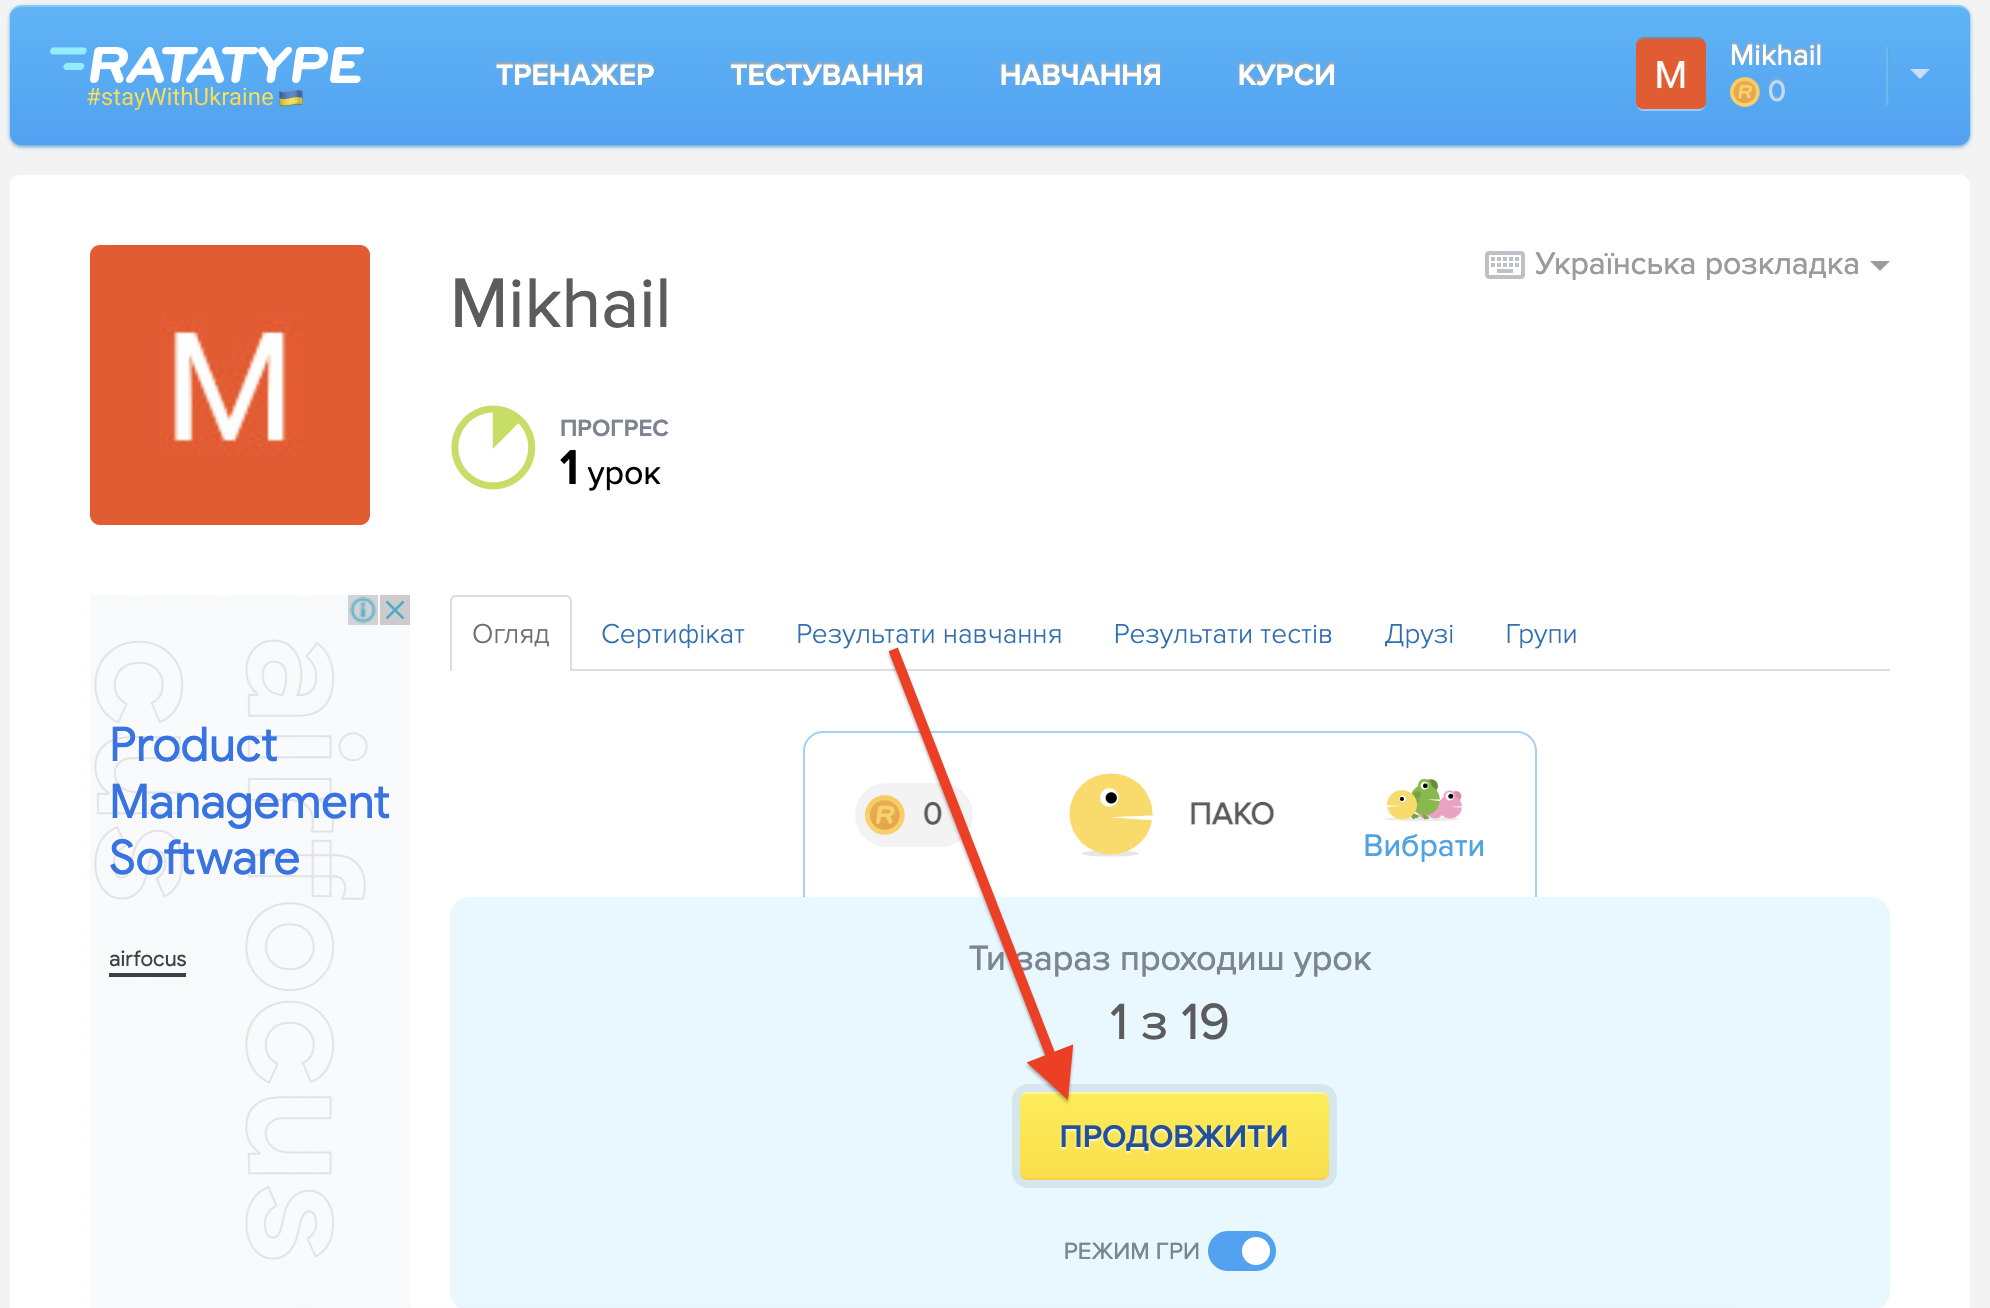 RATATYPE
#stayWithUkraine
ТРЕНАЖЕР
ТЕСТУВАННЯ
НАВЧАННЯ
КУРСИ
M
Mikhail
R 0
M
Mikhail
Українська розкладка
ПРОГРЕС
1 урок
Огляд
Сертифікат
Результати навчання
Результати тестів
Друзі
Групи
airfocus
Product
Management
Software
airfocus
R 0
ПАКО
Вибрати
Ти зараз проходиш урок
1 з 19
ПРОДОВЖИТИ
РЕЖИМ ГРИ